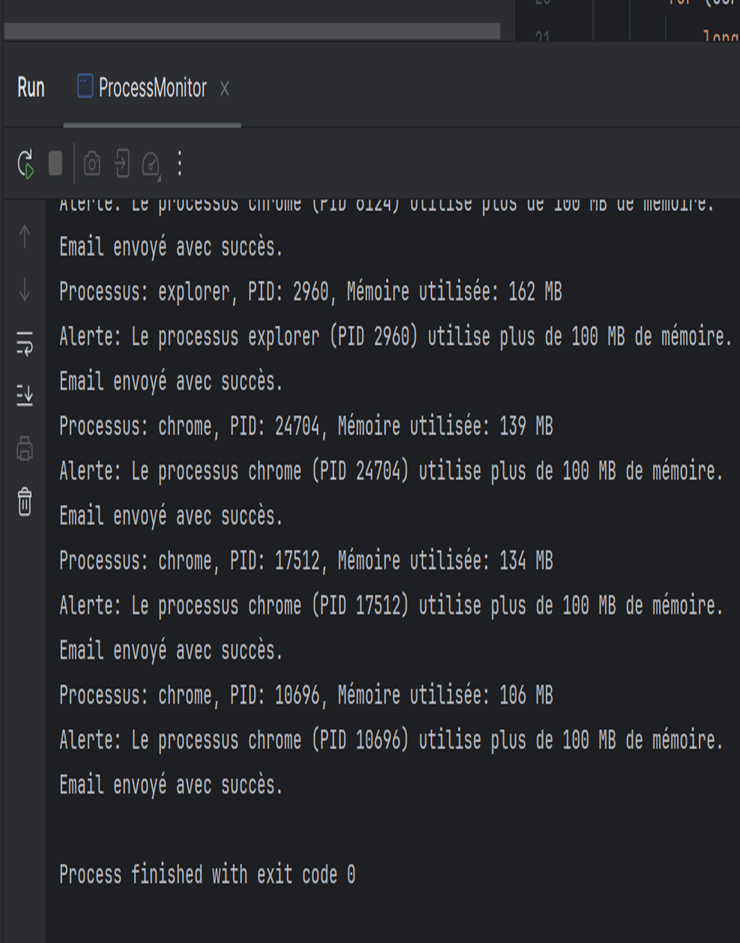 20 for (
21 long
Run ProcessMonitor ×
Alerte: Le processus chrome (PID 6124) utilise plus de 100 MB de mémoire.
Email envoyé avec succès.
Processus: explorer, PID: 2960, Mémoire utilisée: 162 MB
Alerte: Le processus explorer (PID 2960) utilise plus de 100 MB de mémoire.
Email envoyé avec succès.
Processus: chrome, PID: 24704, Mémoire utilisée: 139 MB
Alerte: Le processus chrome (PID 24704) utilise plus de 100 MB de mémoire.
Email envoyé avec succès.
Processus: chrome, PID: 17512, Mémoire utilisée: 134 MB
Alerte: Le processus chrome (PID 17512) utilise plus de 100 MB de mémoire.
Email envoyé avec succès.
Processus: chrome, PID: 10696, Mémoire utilisée: 106 MB
Alerte: Le processus chrome (PID 10696) utilise plus de 100 MB de mémoire.
Email envoyé avec succès.
Process finished with exit code 0